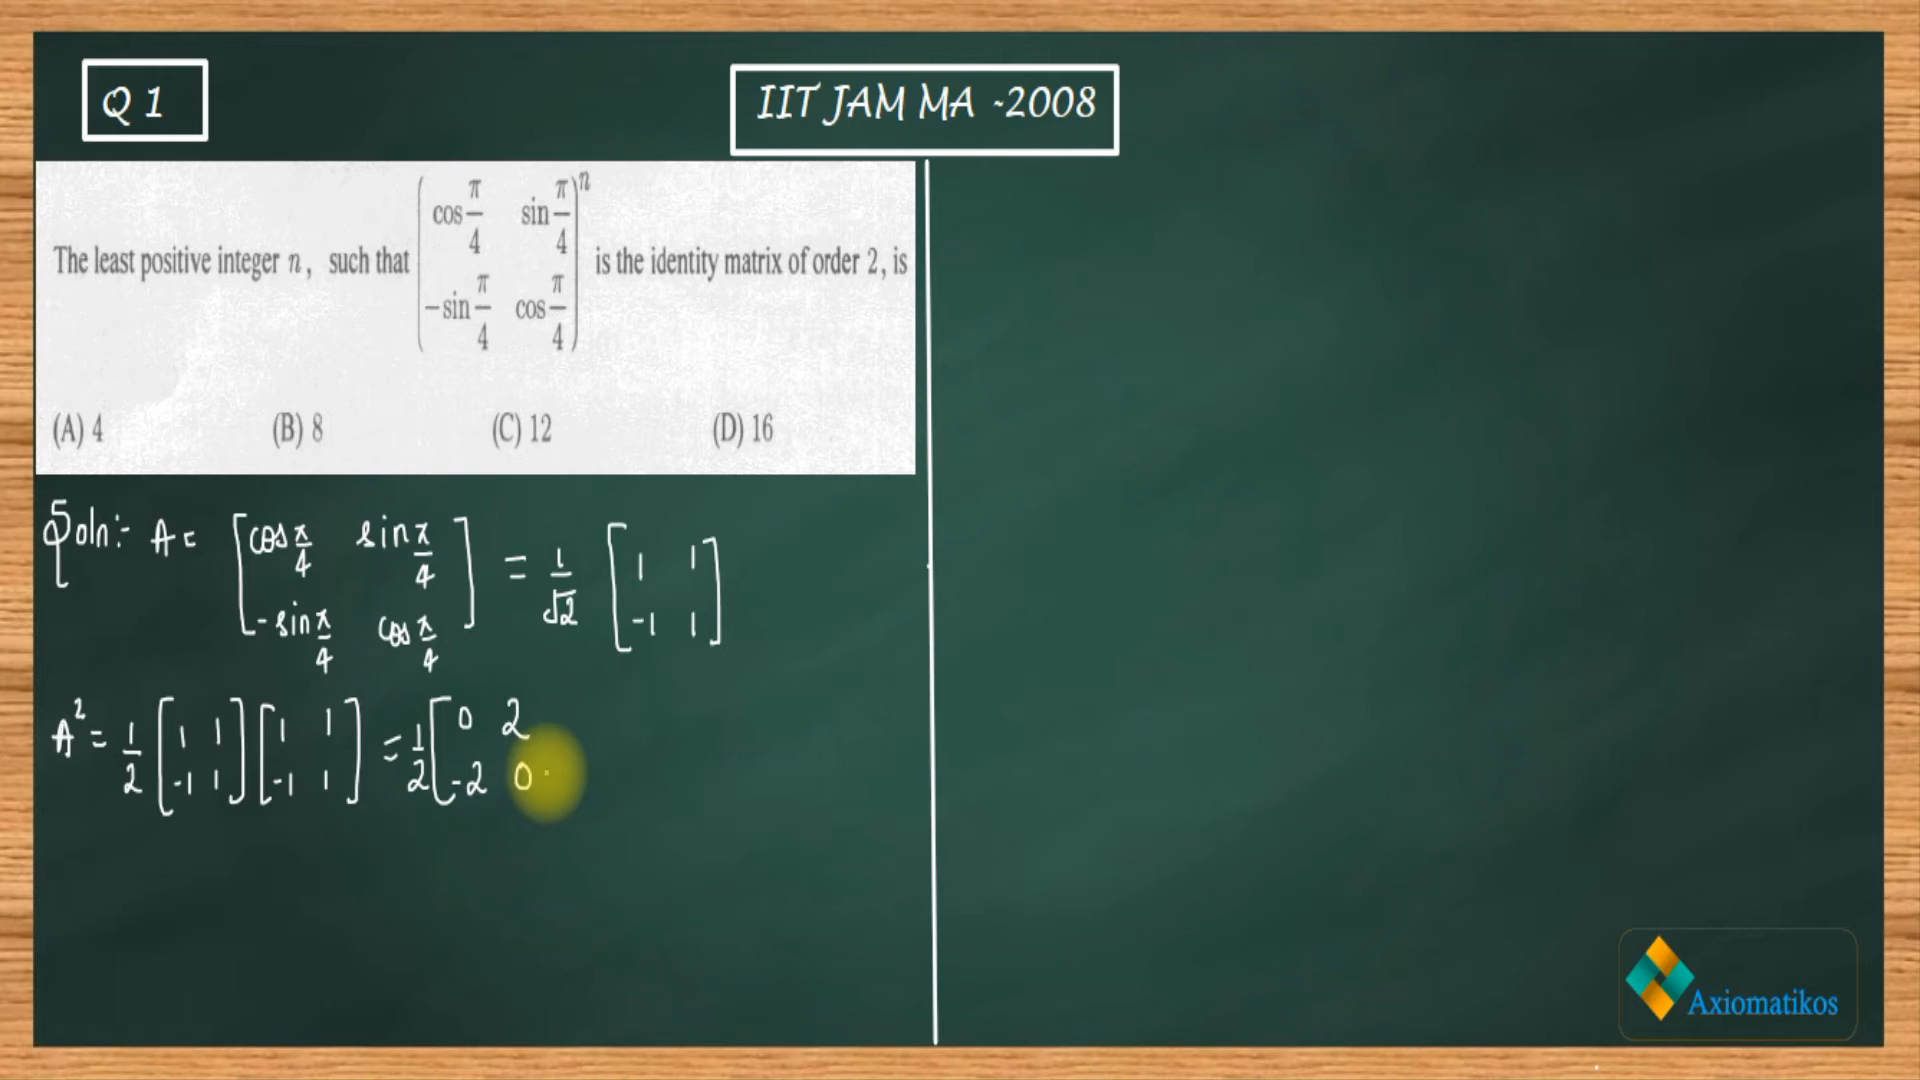 Q 1
IIT JAM MA -2008
The least positive integer n, such that (cos π/4 sin π/4
-sin π/4 cos π/4)^n is the identity matrix of order 2, is
(A) 4 (B) 8 (C) 12 (D) 16
Soln:- A = [cos π/4 sin π/4
-sin π/4 cos π/4] = 1/√2 [1 1
-1 1]
A² = 1/2 [1 1
-1 1] [1 1
-1 1] = 1/2 [0 2
-2 0
Axiomatikos